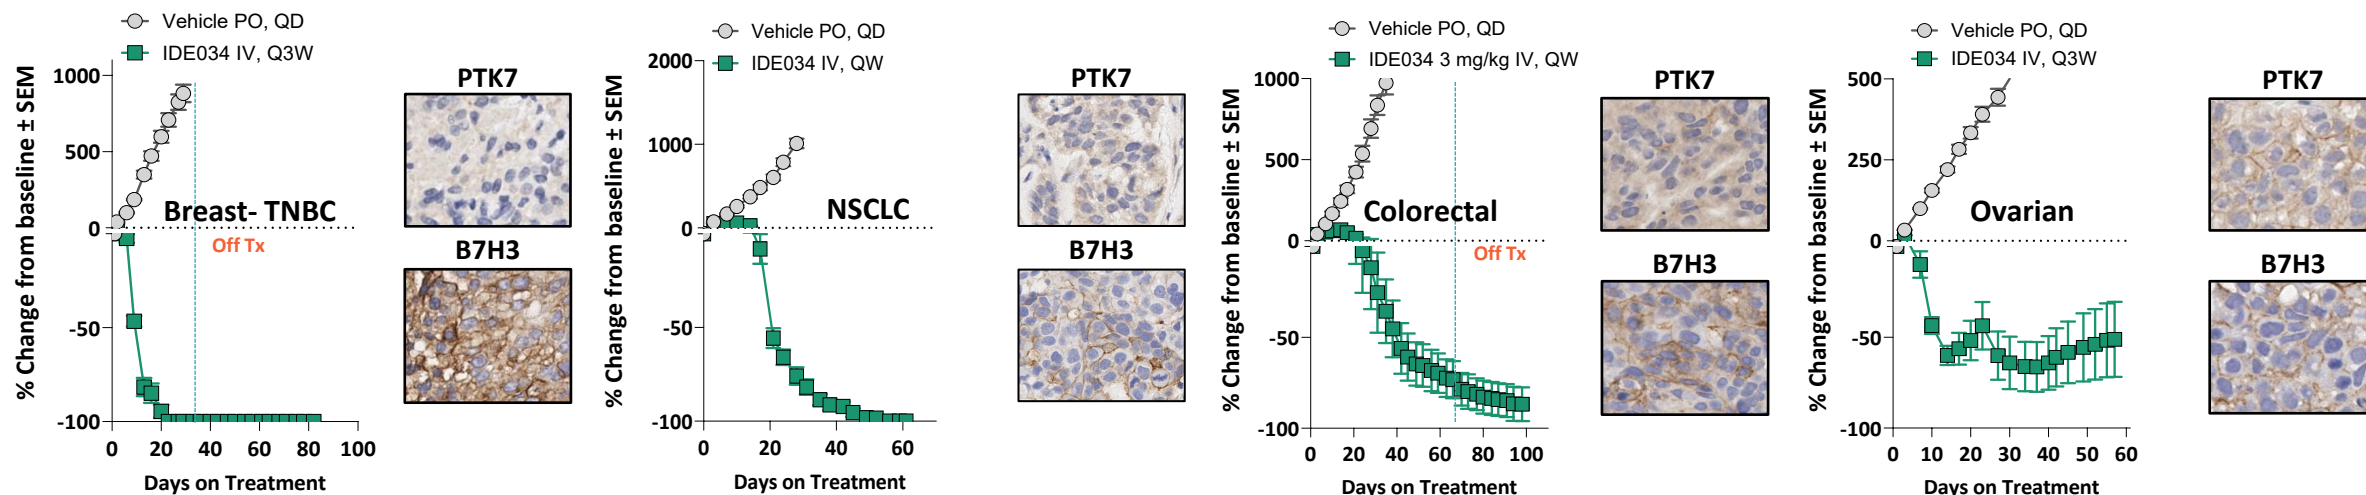 Vehicle PO, QD
IDE034 IV, Q3W
% Change from baseline ± SEM
1000
500
0
-50
-100
Breast- TNBC
Off Tx
0 20 40 60 80 100
Days on Treatment
PTK7
B7H3
Vehicle PO, QD
IDE034 IV, QW
% Change from baseline ± SEM
2000
1000
0
-50
-100
NSCLC
0 20 40 60
Days on Treatment
PTK7
B7H3
Vehicle PO, QD
IDE034 3 mg/kg IV, QW
% Change from baseline ± SEM
1000
500
0
-50
-100
Colorectal
Off Tx
0 20 40 60 80 100
Days on Treatment
PTK7
B7H3
Vehicle PO, QD
IDE034 IV, Q3W
% Change from baseline ± SEM
500
250
0
-50
-100
Ovarian
0 10 20 30 40 50 60
Days on Treatment
PTK7
B7H3